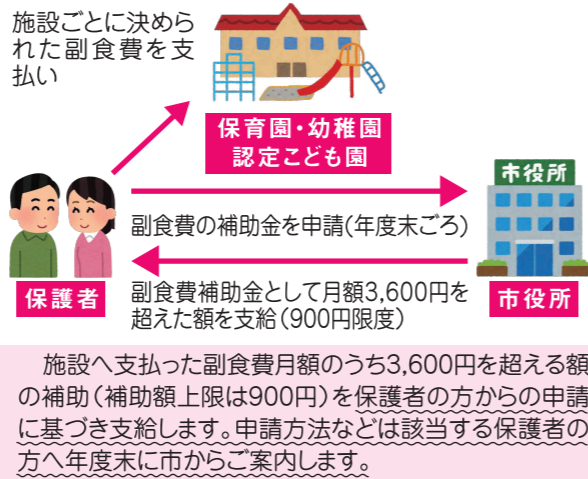 施設ごとに決めら
れた副食費を支
払い
保育園・幼稚園
認定こども園
市役所
副食費の補助金を申請(年度末ごろ)
保護者
副食費補助金として月額3,600円を
超えた額を支給(900円限度)
市役所
施設へ支払った副食費月額のうち3,600円を超える額
の補助(補助額上限は900円)を保護者の方からの申請
に基づき支給します。申請方法などは該当する保護者の
方へ年度末に市からご案内します。